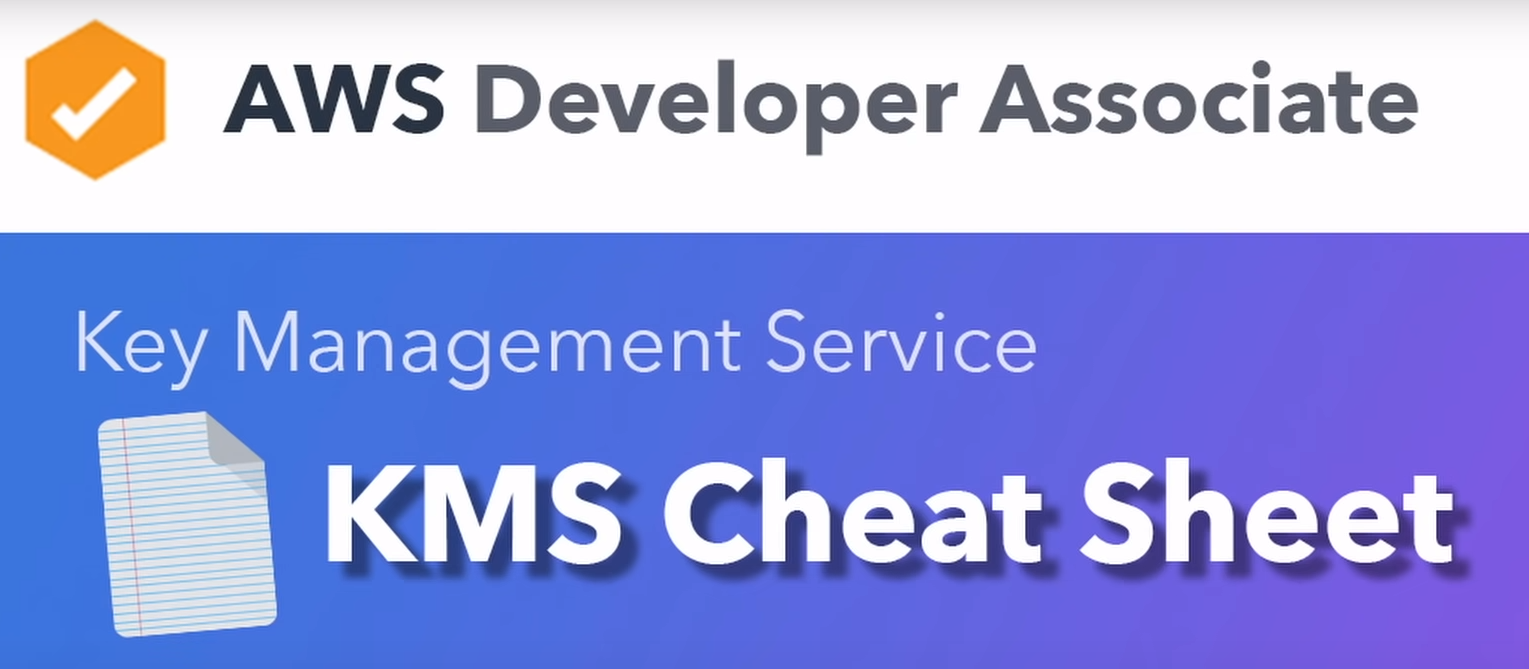 AWS Developer Associate
Key Management Service
KMS Cheat Sheet